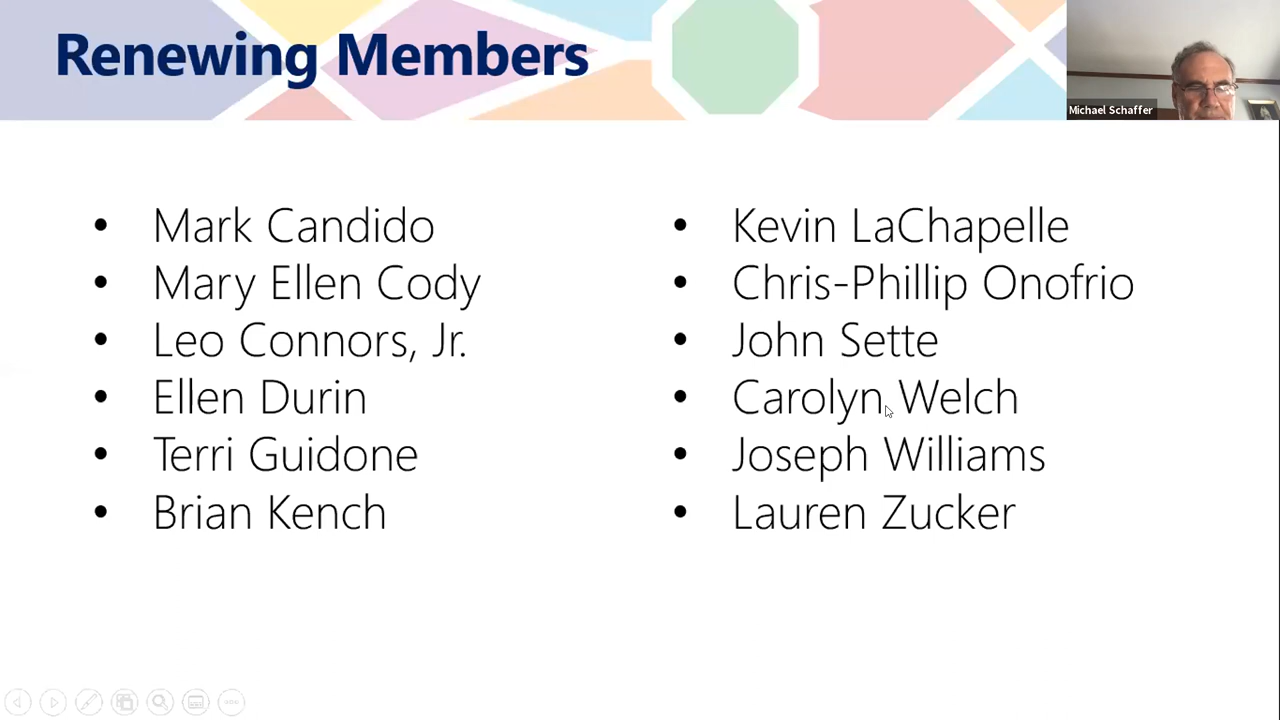 Renewing Members
Michael Schaffer
• Mark Candido
• Mary Ellen Cody
• Leo Connors, Jr.
• Ellen Durin
• Terri Guidone
• Brian Kench
• Kevin LaChapelle
• Chris-Phillip Onofrio
• John Sette
• Carolyn Welch
• Joseph Williams
• Lauren Zucker